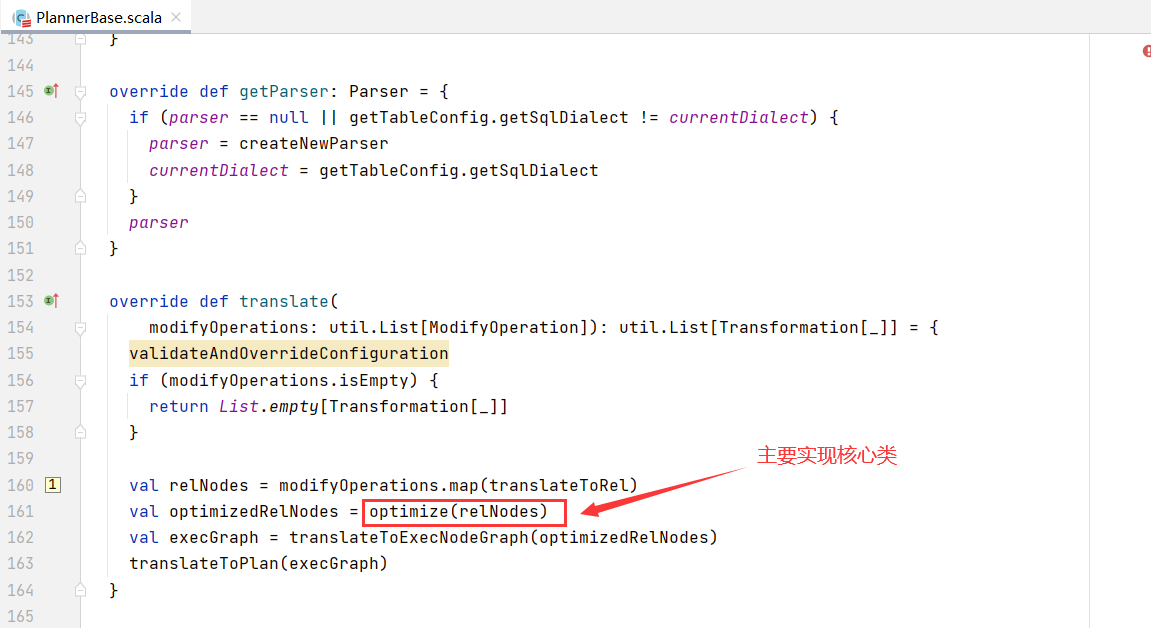 PlannerBase.scala
143 }
144
145 override def getParser: Parser = {
146 if (parser == null || getTableConfig.getSqlDialect != currentDialect) {
147 parser = createNewParser
148 currentDialect = getTableConfig.getSqlDialect
149 }
150 parser
151 }
152
153 override def translate(
154 modifyOperations: util.List[ModifyOperation]): util.List[Transformation[_]] = {
155 validateAndOverrideConfiguration
156 if (modifyOperations.isEmpty) {
157 return List.empty[Transformation[_]]
158 }
159
主要实现核心类
160 1 val relNodes = modifyOperations.map(translateToRel)
161 val optimizedRelNodes = optimize(relNodes)
162 val execGraph = translateToExecNodeGraph(optimizedRelNodes)
163 translateToPlan(execGraph)
164 }
165